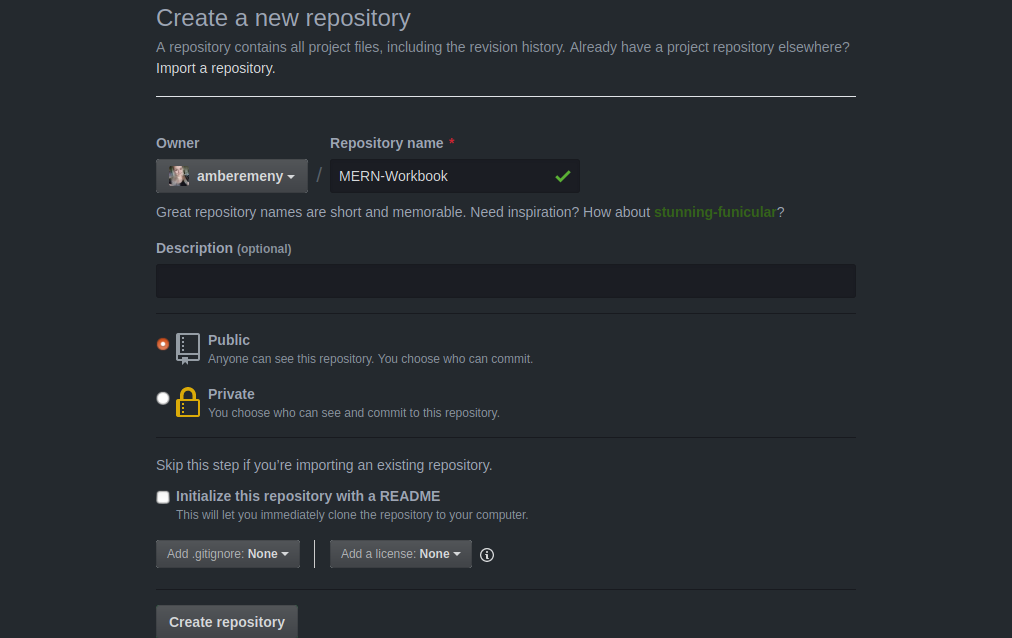 Create a new repository
A repository contains all project files, including the revision history. Already have a project repository elsewhere?
Import a repository.
Owner
Repository name *
amberemeny
/
MERN-Workbook
Great repository names are short and memorable. Need inspiration? How about stunning-funicular?
Description (optional)
Public
Anyone can see this repository. You choose who can commit.
Private
You choose who can see and commit to this repository.
Skip this step if you’re importing an existing repository.
Initialize this repository with a README
This will let you immediately clone the repository to your computer.
Add .gitignore: None
Add a license: None
Create repository